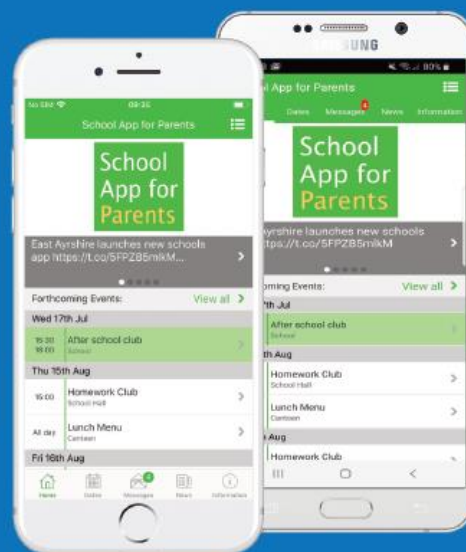 No SIM
09:35
School App for Parents
School
App for
Parents
East Ayrshire launches new schools
app https://t.co/5FPZ85mlkM...
Forthcoming Events:
View all
Wed 17th Jul
15:30
18:00
After school club
School
Thu 15th Aug
15:00
Homework Club
School Hall
All day
Lunch Menu
Canteen
Fri 16th Aug
Home
Dates
Messages
News
Information
SUNG
80%
l App for Parents
Dates
Messages
News
Information
School
App for
Parents
Ayrshire launches new schools
ttps://t.co/5FPZ85mlkM
oming Events:
View all
7th Jul
After school club
School
th Aug
Homework Club
School Hall
Lunch Menu
Canteen
Aug
Homework Club